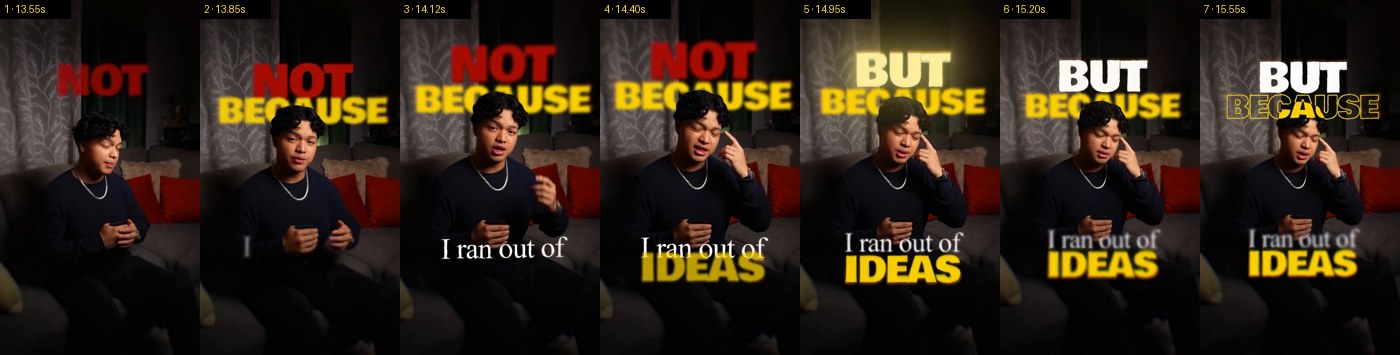 1·13.55s
NOT
2·13.85s
NOT
BECAUSE
I
3·14.12s
NOT
BECAUSE
I ran out of
4·14.40s
NOT
BECAUSE
I ran out of
IDEAS
5·14.95s
BUT
BECAUSE
I ran out of
IDEAS
6·15.20s
BUT
BECAUSE
I ran out of
IDEAS
7·15.55s
BUT
BECAUSE
I ran out of
IDEAS